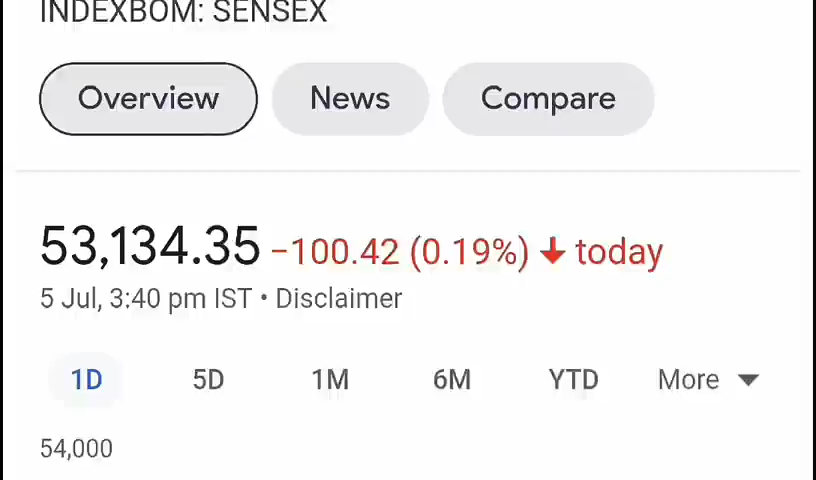 INDEXBOM: SENSEX
Overview News Compare
53,134.35 −100.42 (0.19%) today
5 Jul, 3:40 pm IST • Disclaimer
1D 5D 1M 6M YTD More
54,000